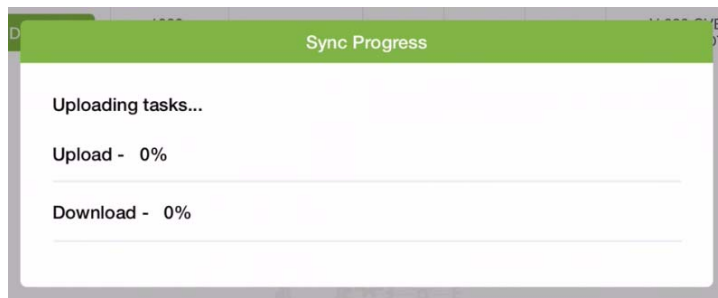 Sync Progress
Uploading tasks...
Upload - 0%
Download - 0%